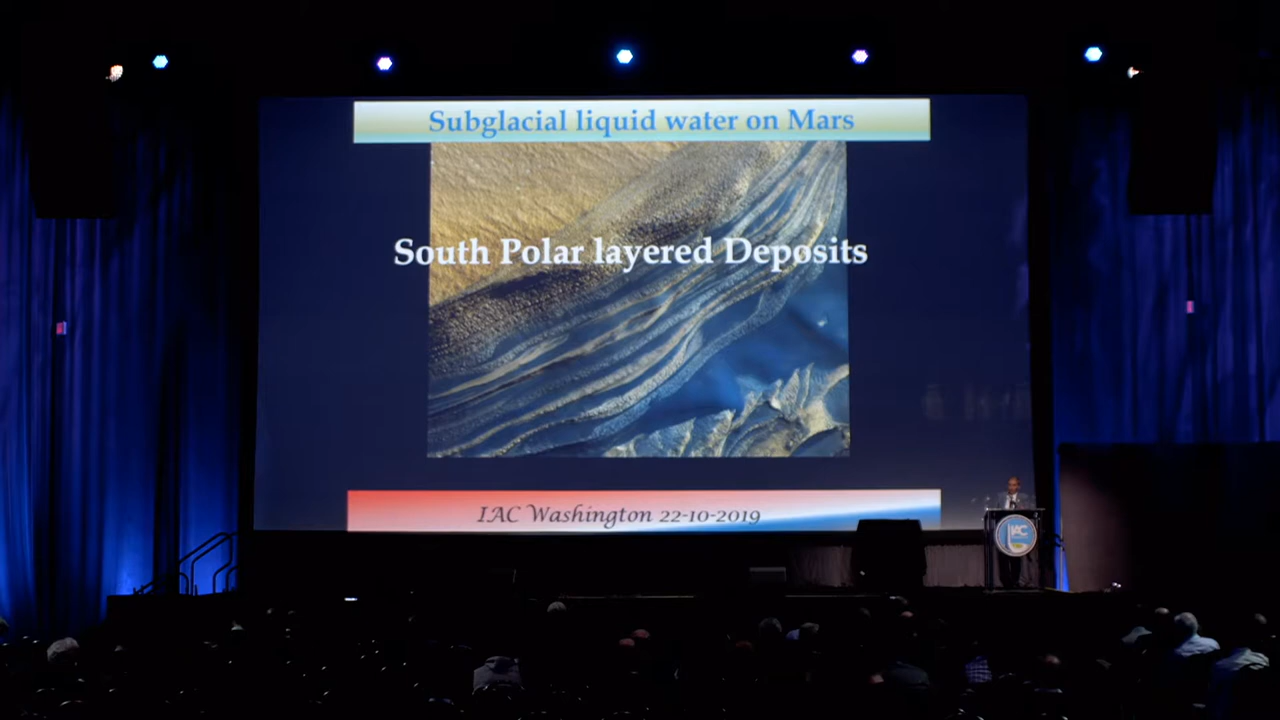 Subglacial liquid water on Mars
South Polar layered Deposits
IAC Washington 22-10-2019
IAC